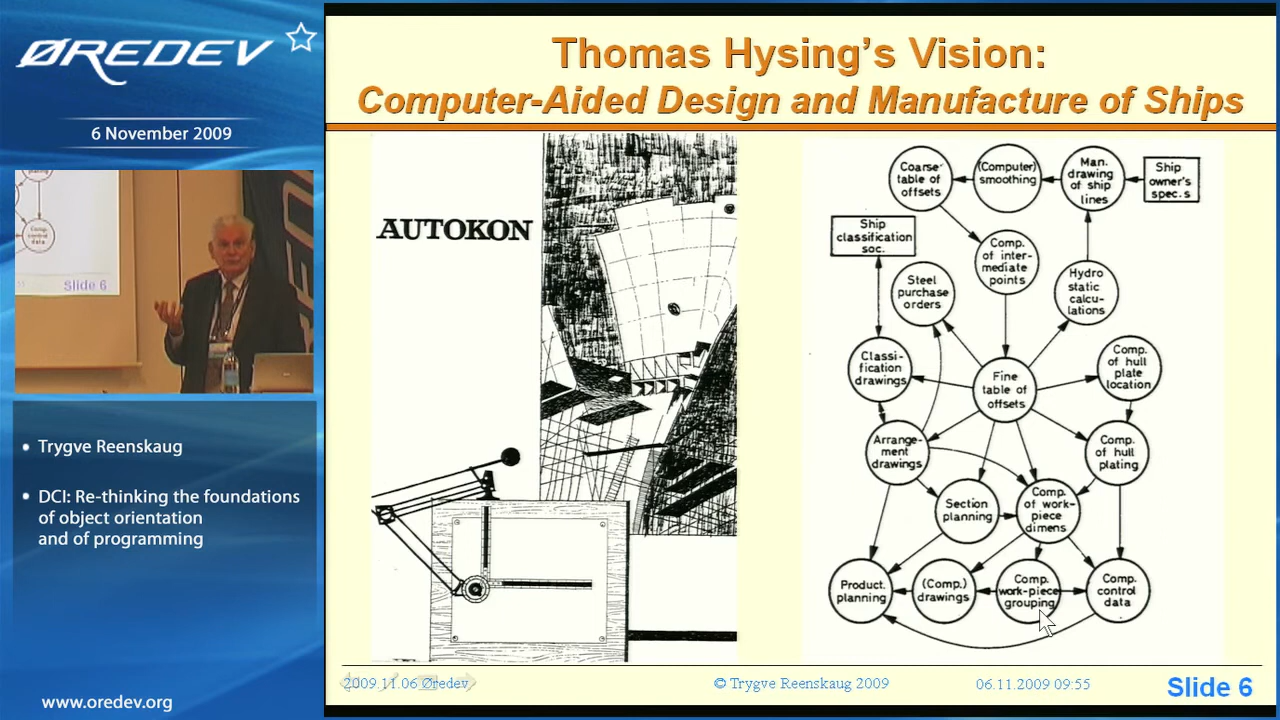 ØREDEV
6 November 2009
Slide 6
Trygve Reenskaug
DCI: Re-thinking the foundations
of object orientation
and of programming
www.oredev.org
Thomas Hysing's Vision:
Computer-Aided Design and Manufacture of Ships
AUTOKON
Coarse
table of
offsets
(Computer)
smoothing
Man.
drawing
of ship
lines
Ship
owner's
spec.s
Ship
classification
soc.
Comp.
of inter-
mediate
points
Steel
purchase
orders
Hydro
static
calcu-
lations
Classi-
fication
drawings
Fine
table of
offsets
Comp.
of hull
plate
location
Arrange-
ment
drawings
Comp.
of hull
plating
Section
planning
Comp.
of work-
piece
dimens
Product.
planning
(Comp.)
drawings
Comp.
work-piece
grouping
Comp.
control
data
2009.11.06 Øredev
© Trygve Reenskaug 2009
06.11.2009 09:55
Slide 6